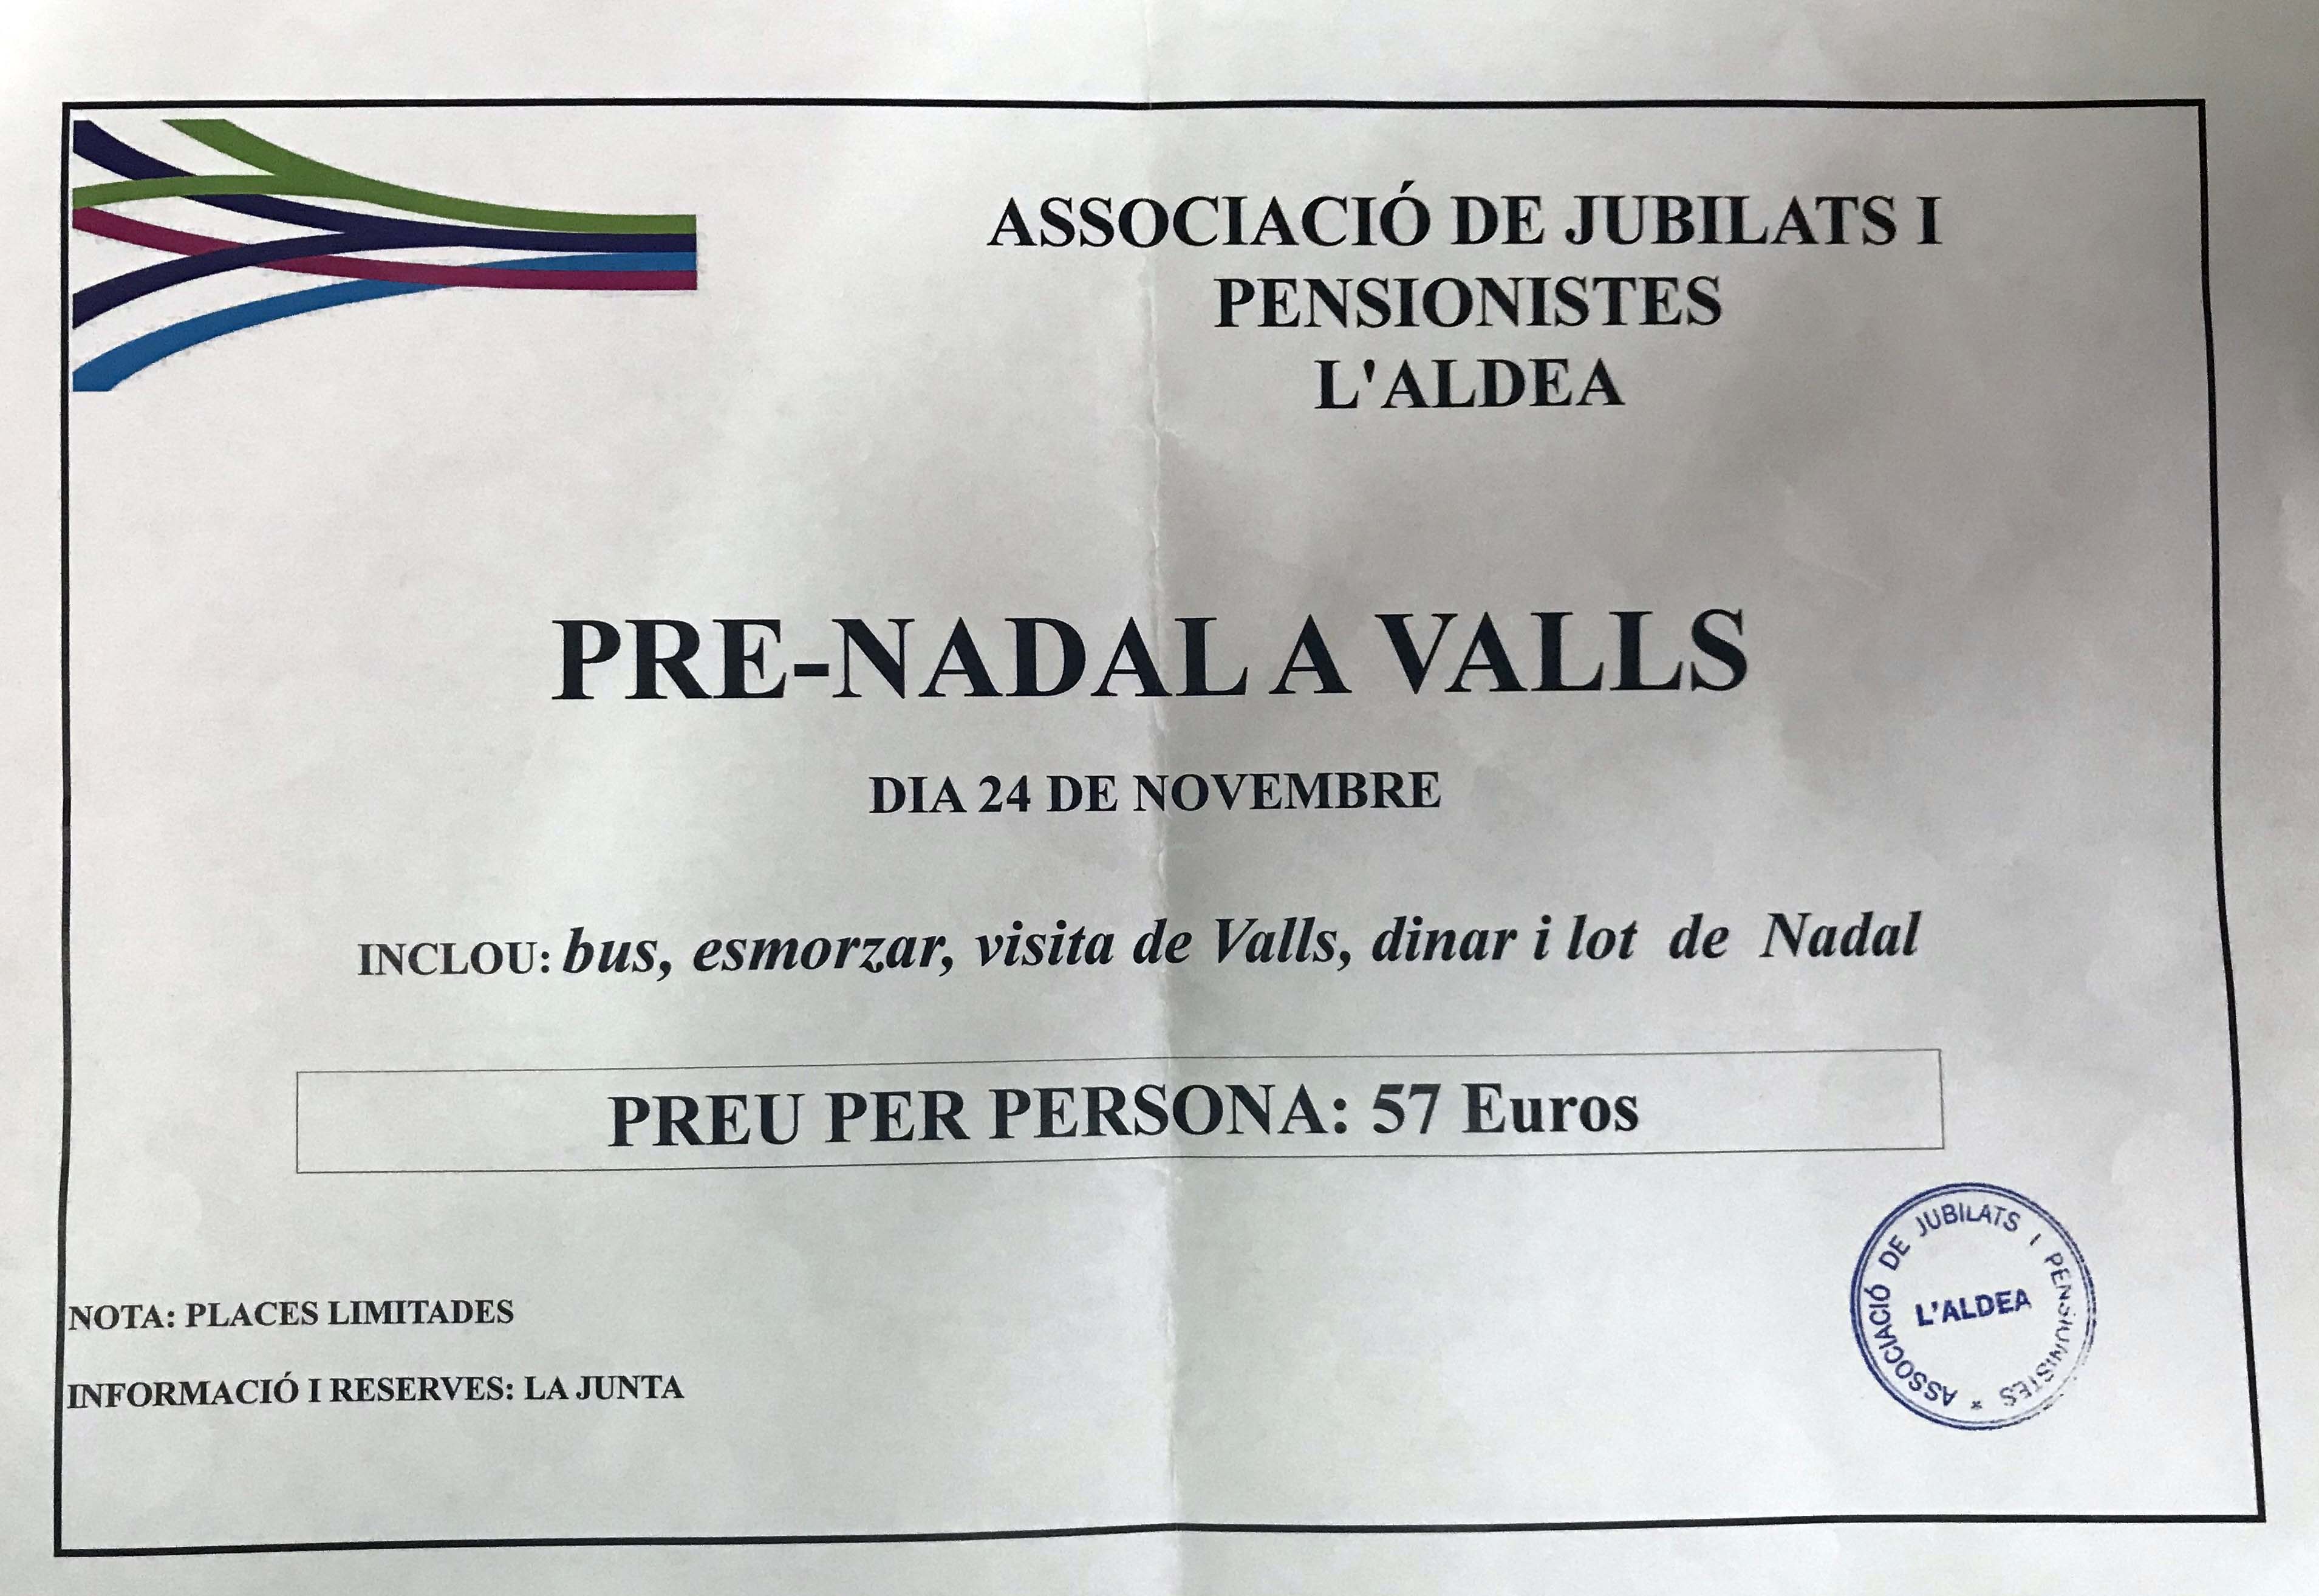 ASSOCIACIÓ DE JUBILATS I
PENSIONISTES
L'ALDEA
PRE-NADAL A VALLS
DIA 24 DE NOVEMBRE
INCLOU: bus, esmorzar, visita de Valls, dinar i lot de Nadal
PREU PER PERSONA: 57 Euros
NOTA: PLACES LIMITADES
INFORMACIÓ I RESERVES: LA JUNTA
ASSOCIACIÓ DE JUBILATS I PENSIONISTES *
L'ALDEA